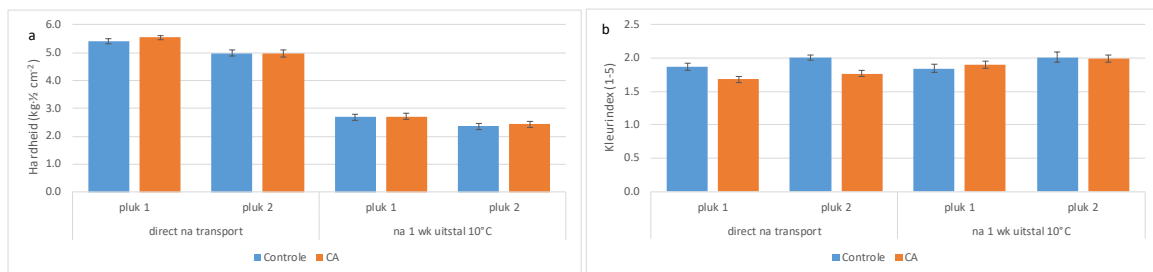 a
Hardheid (kg·½ cm⁻²)
6.0
5.0
4.0
3.0
2.0
1.0
0.0
pluk 1 pluk 2 pluk 1 pluk 2
direct na transport na 1 wk uitstal 10°C
Controle CA
b
Kleurindex (1-5)
2.5
2.0
1.5
1.0
0.5
0.0
pluk 1 pluk 2 pluk 1 pluk 2
direct na transport na 1 wk uitstal 10°C
Controle CA